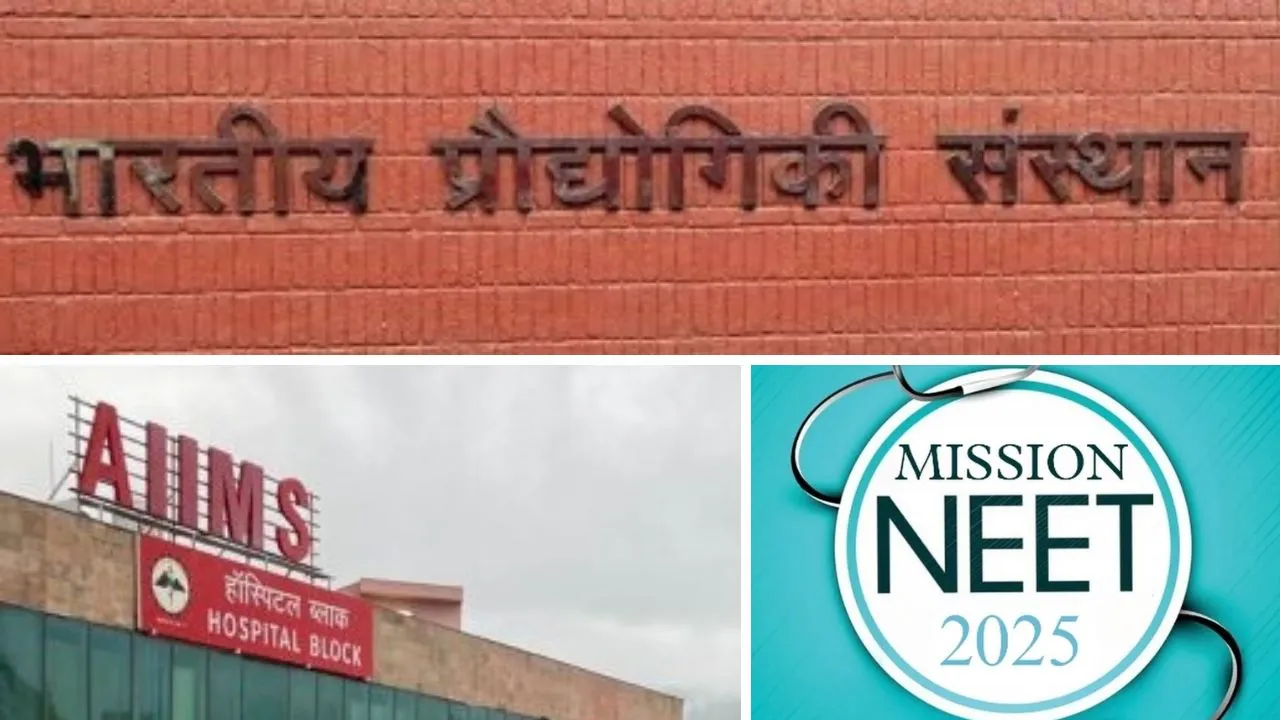 भारतीय प्रौद्योगिकी संस्थान
AIIMS
हॉस्पिटल ब्लाक
HOSPITAL BLOCK
MISSION
NEET
2025